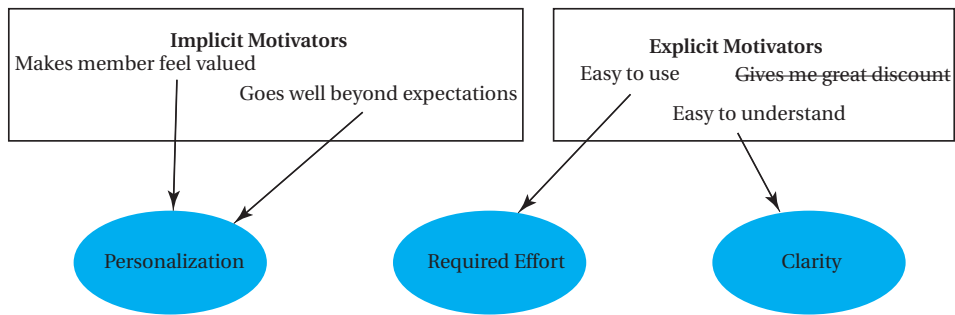 Implicit Motivators
Makes member feel valued
Goes well beyond expectations
Explicit Motivators
Easy to use
Gives me great discount
Easy to understand
Personalization
Required Effort
Clarity